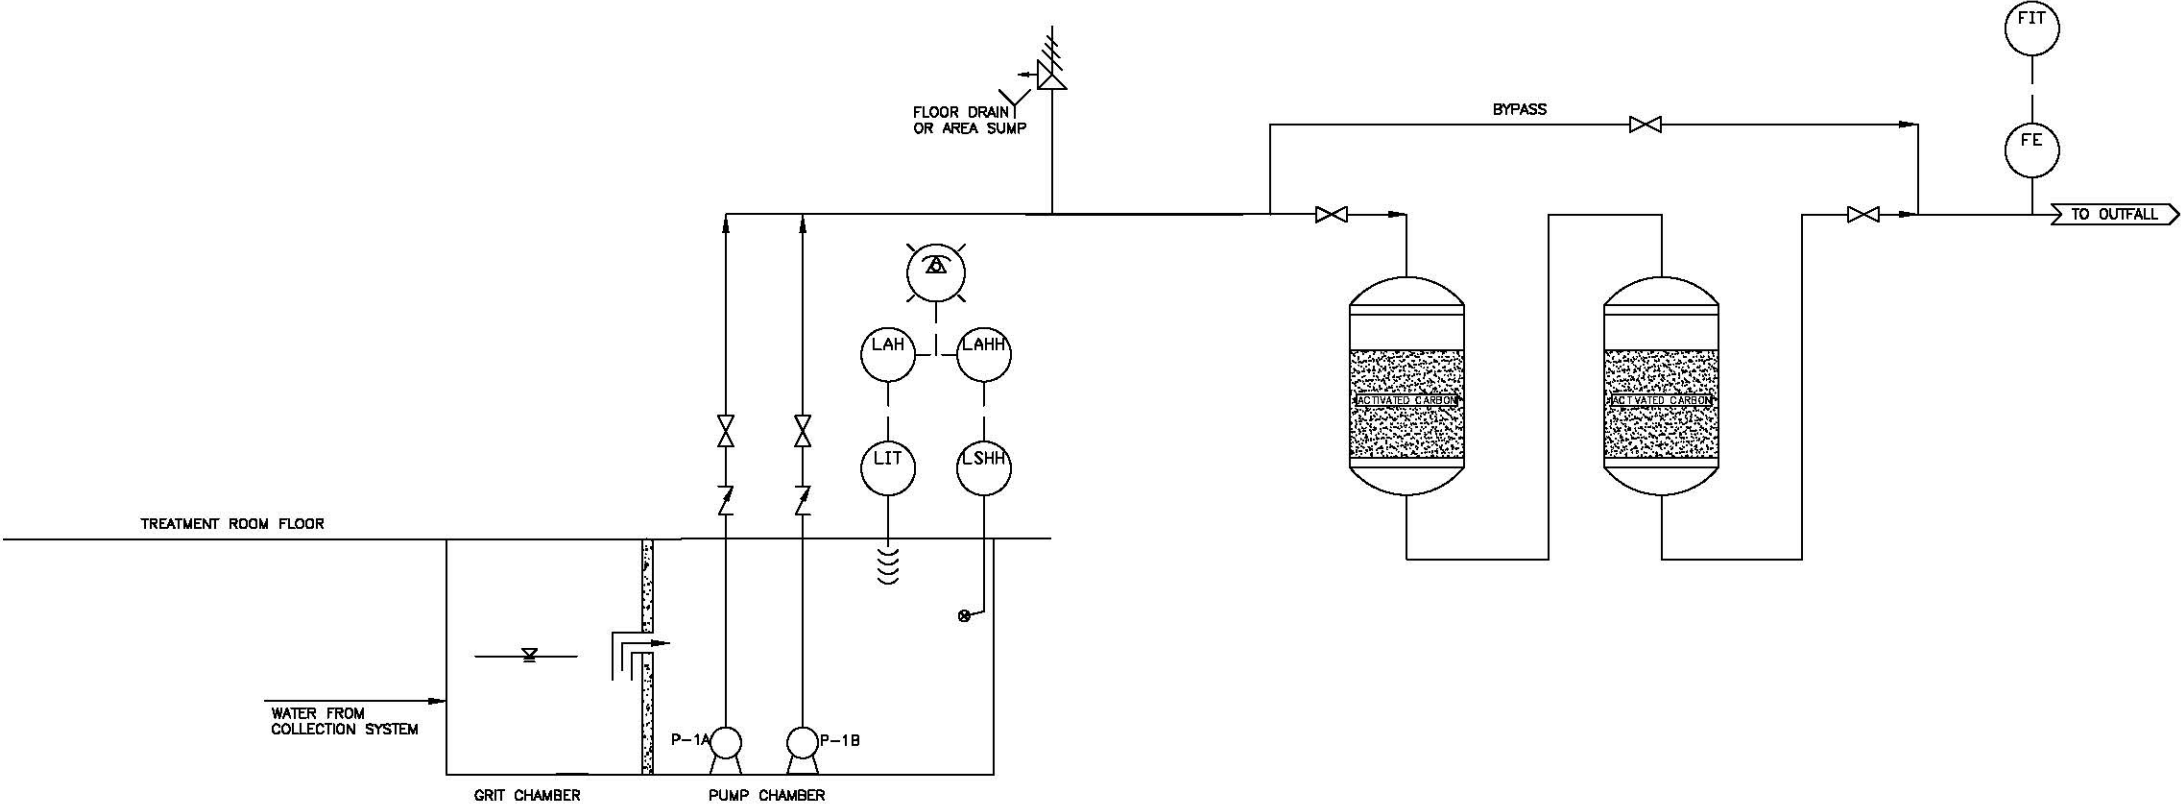 FIT
FLOOR DRAIN
OR AREA SUMP
BYPASS
FE
TO OUTFALL
LAH
LAHH
ACTIVATED CARBON
ACTIVATED CARBON
LIT
LSHH
TREATMENT ROOM FLOOR
WATER FROM
COLLECTION SYSTEM
P-1A
P-1B
GRIT CHAMBER
PUMP CHAMBER